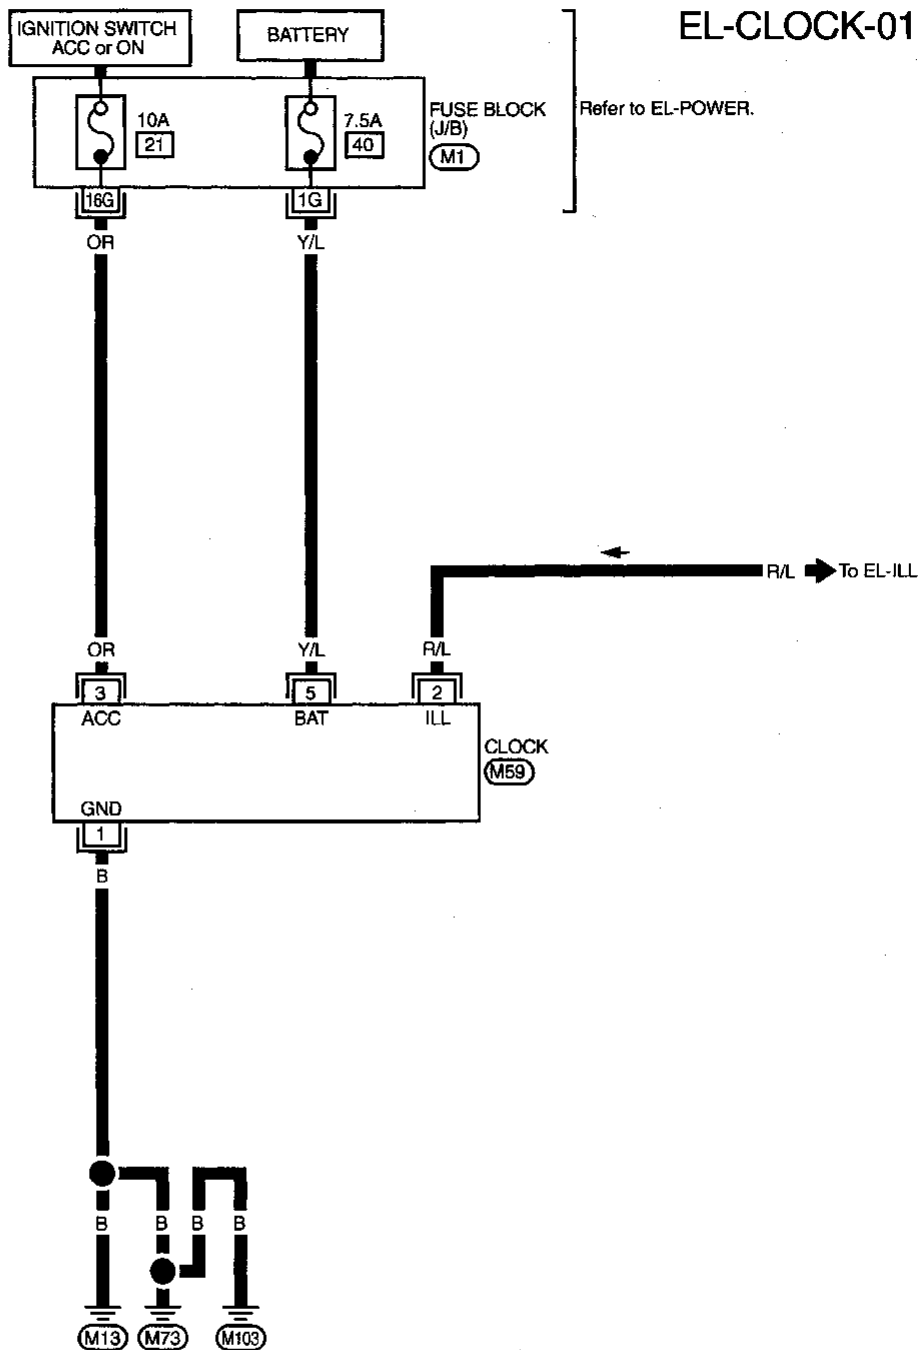 EL-CLOCK-01
IGNITION SWITCH
ACC or ON
BATTERY
10A
21
7.5A
40
FUSE BLOCK
(J/B)
M1
Refer to EL-POWER.
16G
1G
OR
Y/L
R/L
To EL-ILL
OR
Y/L
R/L
3
5
2
ACC
BAT
ILL
CLOCK
M59
GND
1
B
B
B
B
B
M13
M73
M103